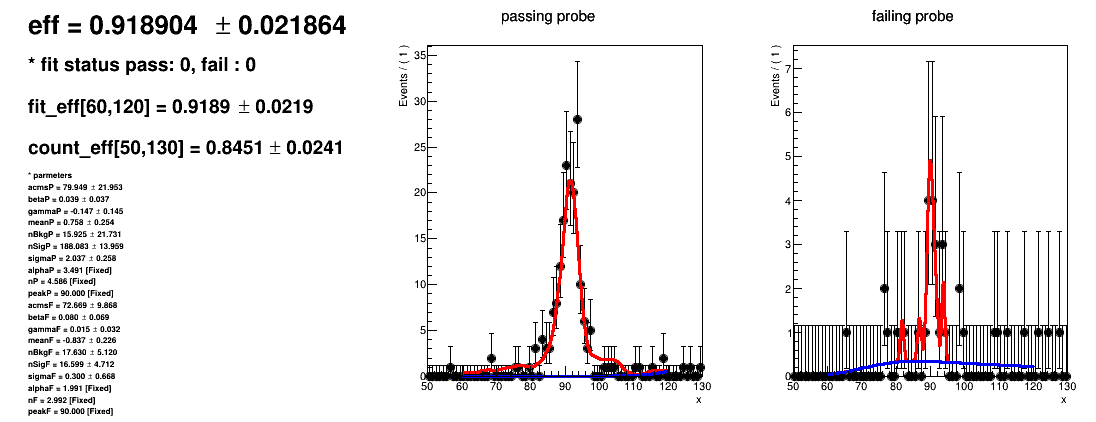 eff = 0.918904 ± 0.021864
* fit status pass: 0, fail : 0
fit_eff[60,120] = 0.9189 ± 0.0219
count_eff[50,130] = 0.8451 ± 0.0241
* parmeters
acmsP = 79.949 ± 21.953
betaP = 0.039 ± 0.037
gammaP = -0.147 ± 0.145
meanP = 0.758 ± 0.254
nBkgP = 15.925 ± 21.731
nSigP = 188.083 ± 13.959
sigmaP = 2.037 ± 0.258
alphaP = 3.491 [Fixed]
nP = 4.586 [Fixed]
peakP = 90.000 [Fixed]
acmsF = 72.669 ± 9.868
betaF = 0.080 ± 0.069
gammaF = 0.015 ± 0.032
meanF = -0.837 ± 0.226
nBkgF = 17.630 ± 5.120
nSigF = 16.599 ± 4.712
sigmaF = 0.300 ± 0.668
alphaF = 1.991 [Fixed]
nF = 2.992 [Fixed]
peakF = 90.000 [Fixed]
passing probe
Events / ( 1 )
35
30
25
20
15
10
5
0
50 60 70 80 90 100 110 120 130
x
failing probe
Events / ( 1 )
7
6
5
4
3
2
1
0
50 60 70 80 90 100 110 120 130
x